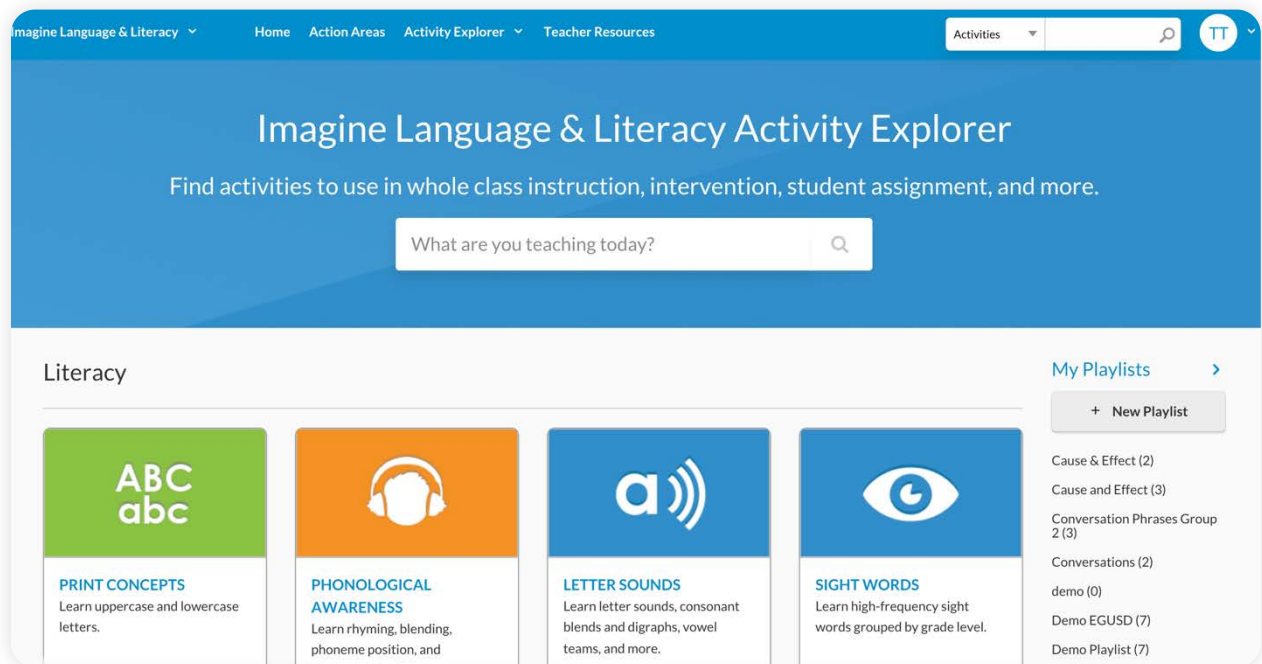 Imagine Language & Literacy
Home
Action Areas
Activity Explorer
Teacher Resources
Activities
TT
Imagine Language & Literacy Activity Explorer
Find activities to use in whole class instruction, intervention, student assignment, and more.
What are you teaching today?
Literacy
ABC
abc
PRINT CONCEPTS
Learn uppercase and lowercase
letters.
PHONOLOGICAL
AWARENESS
Learn rhyming, blending,
phoneme position, and
a
LETTER SOUNDS
Learn letter sounds, consonant
blends and digraphs, vowel
teams, and more.
SIGHT WORDS
Learn high-frequency sight
words grouped by grade level.
My Playlists
+ New Playlist
Cause & Effect (2)
Cause and Effect (3)
Conversation Phrases Group
2 (3)
Conversations (2)
demo (0)
Demo EGUSD (7)
Demo Playlist (7)